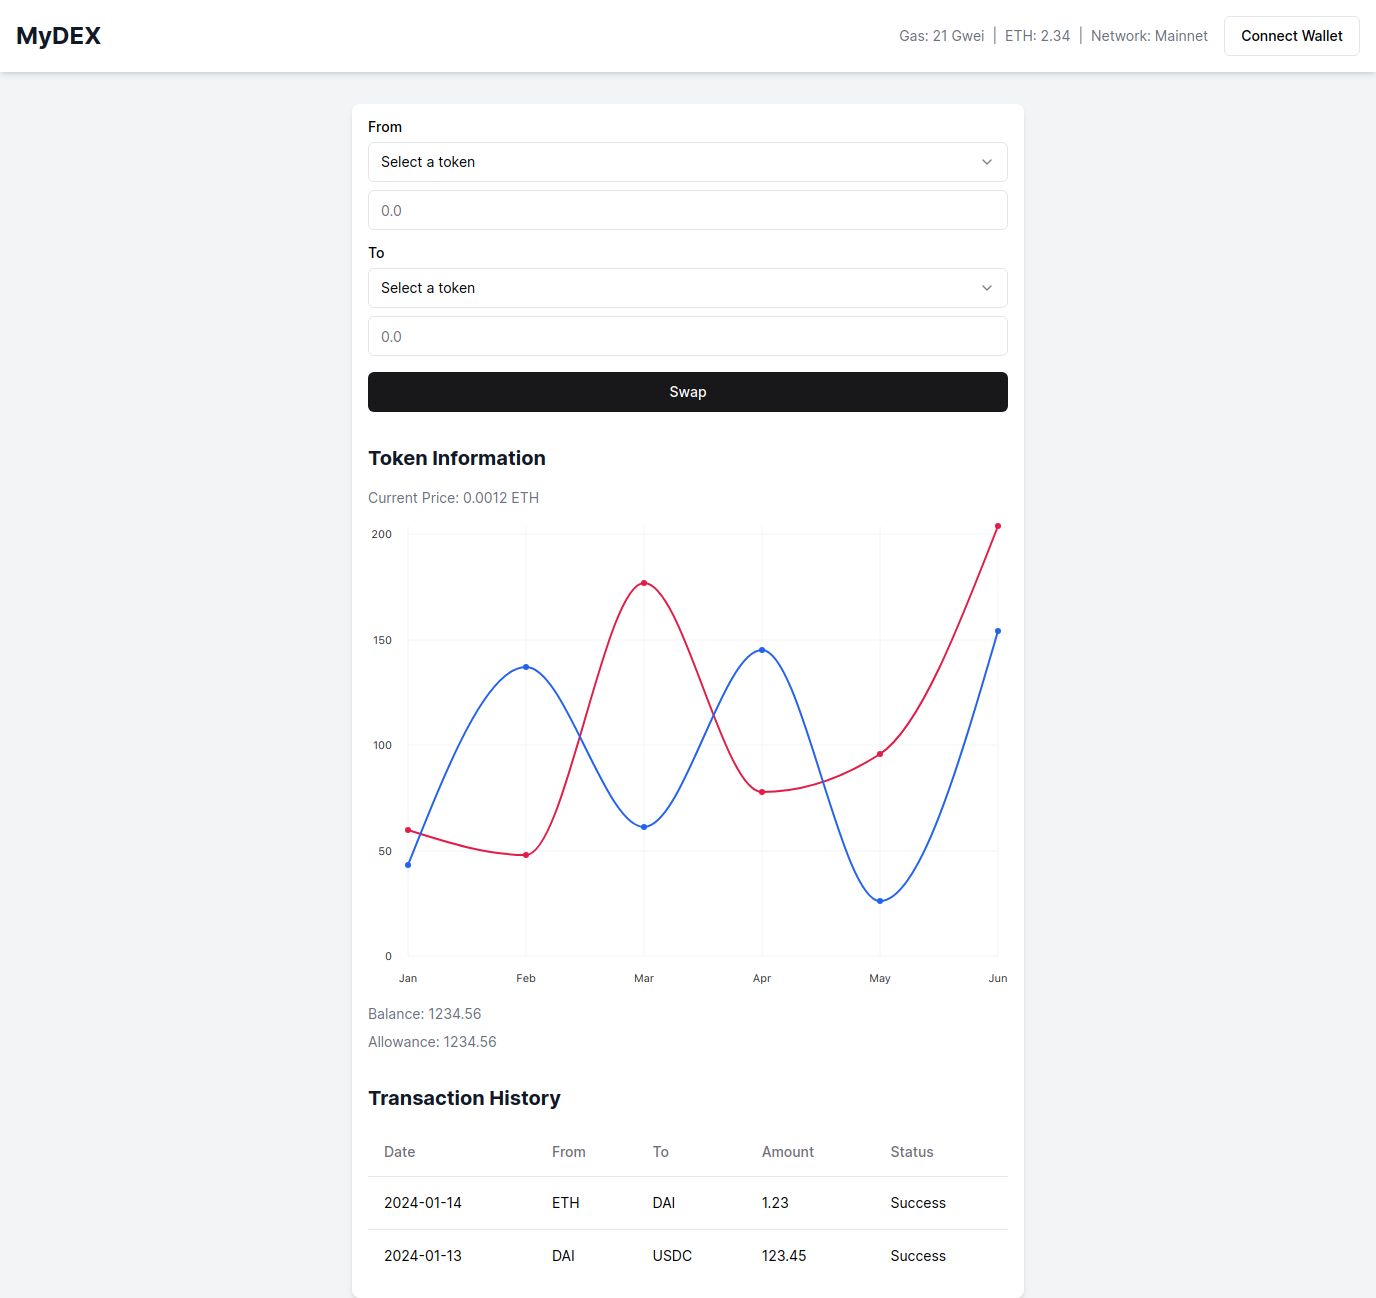 MyDEX
Gas: 21 Gwei | ETH: 2.34 | Network: Mainnet
Connect Wallet
From
Select a token
0.0
To
Select a token
0.0
Swap
Token Information
Current Price: 0.0012 ETH
200
150
100
50
0
Jan Feb Mar Apr May Jun
Balance: 1234.56
Allowance: 1234.56
Transaction History
Date From To Amount Status
2024-01-14 ETH DAI 1.23 Success
2024-01-13 DAI USDC 123.45 Success